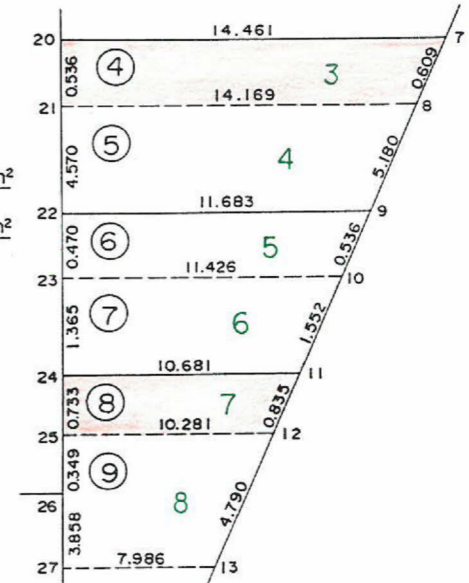 14.461
20 7
0.536 ④ 3 0.609
14.169
21 8
4.570 ⑤ 4 5.180
m²
11.683
22 9
m²
0.470 ⑥ 5 0.536
11.426
23 10
1.365 ⑦ 6 1.552
10.681
24 11
0.733 ⑧ 7 0.835
10.281
25 12
0.349 ⑨
26 8 4.790
3.858
7.986
27 13